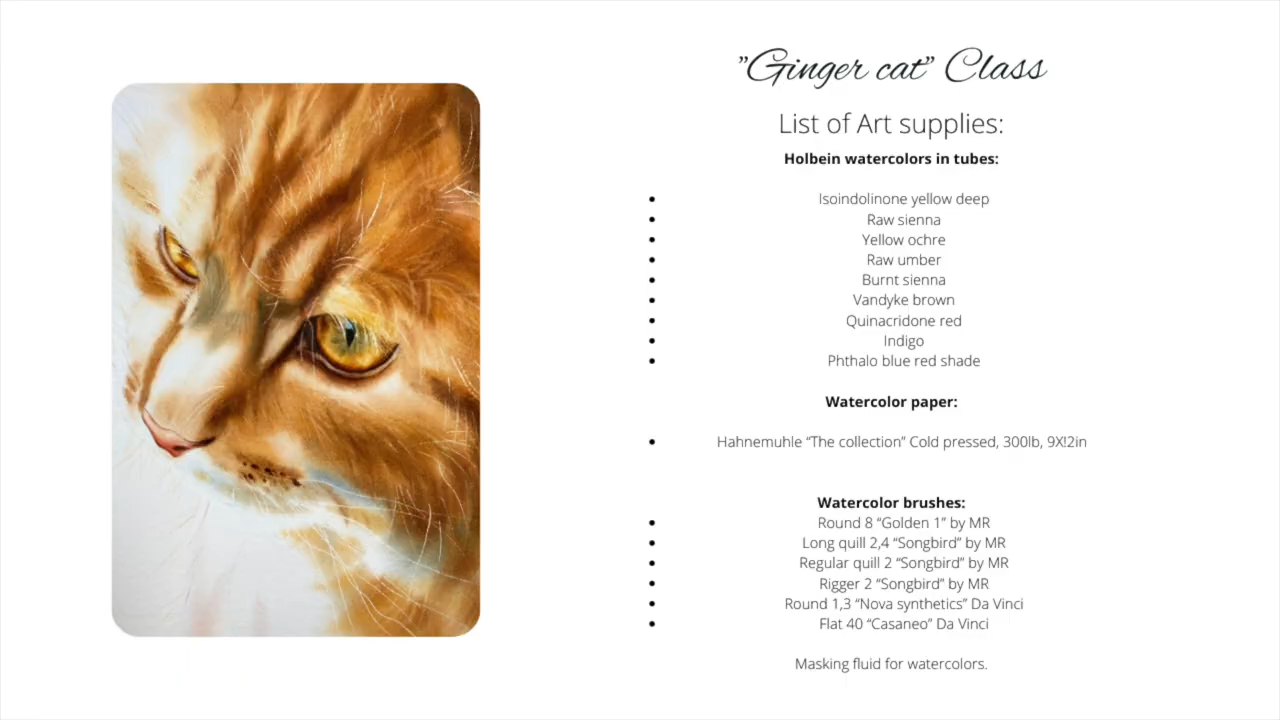 "Ginger cat" Class
List of Art supplies:
Holbein watercolors in tubes:
• Isoindolinone yellow deep
• Raw sienna
• Yellow ochre
• Raw umber
• Burnt sienna
• Vandyke brown
• Quinacridone red
• Indigo
• Phthalo blue red shade
Watercolor paper:
• Hahnemuhle “The collection” Cold pressed, 300lb, 9X!2in
Watercolor brushes:
• Round 8 “Golden 1” by MR
• Long quill 2,4 “Songbird” by MR
• Regular quill 2 “Songbird” by MR
• Rigger 2 “Songbird” by MR
• Round 1,3 “Nova synthetics” Da Vinci
• Flat 40 “Casaneo” Da Vinci
Masking fluid for watercolors.